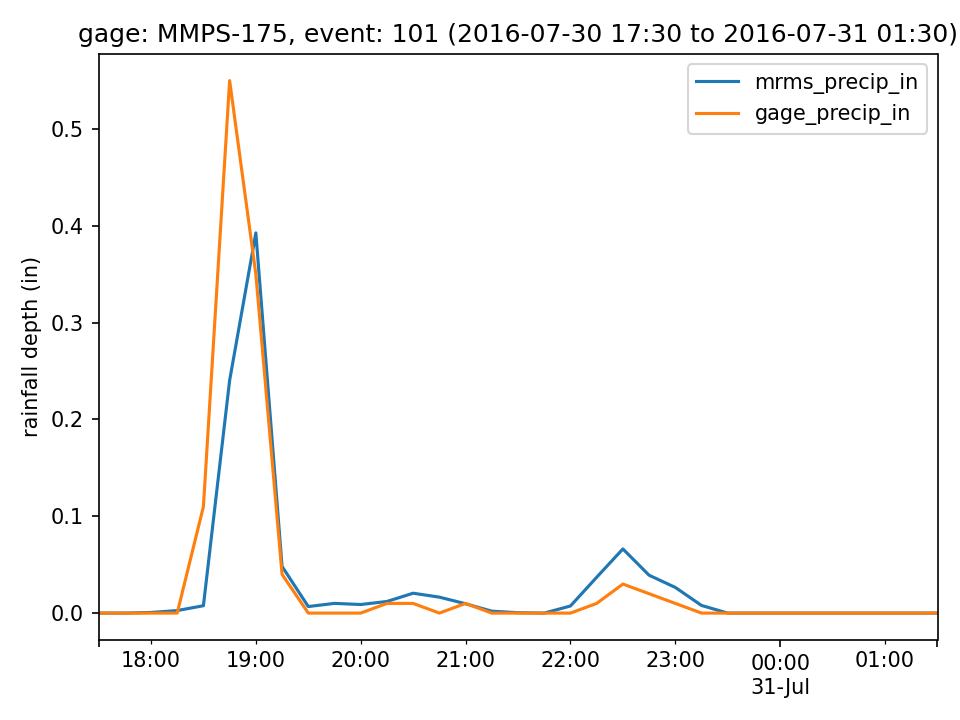 gage: MMPS-175, event: 101 (2016-07-30 17:30 to 2016-07-31 01:30)
mrms_precip_in
gage_precip_in
rainfall depth (in)
0.5
0.4
0.3
0.2
0.1
0.0
18:00 19:00 20:00 21:00 22:00 23:00 00:00 01:00
31-Jul